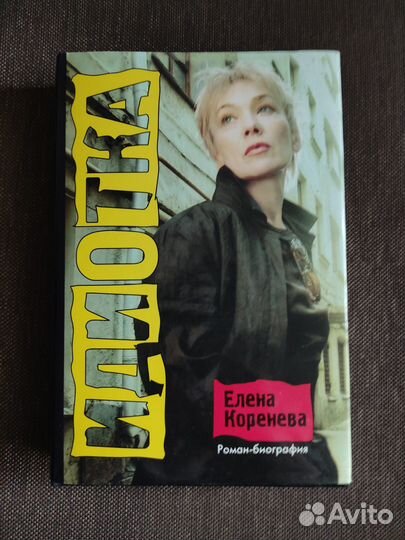 ИДИОТКА
Елена
Коренева
Роман-биография
Avito